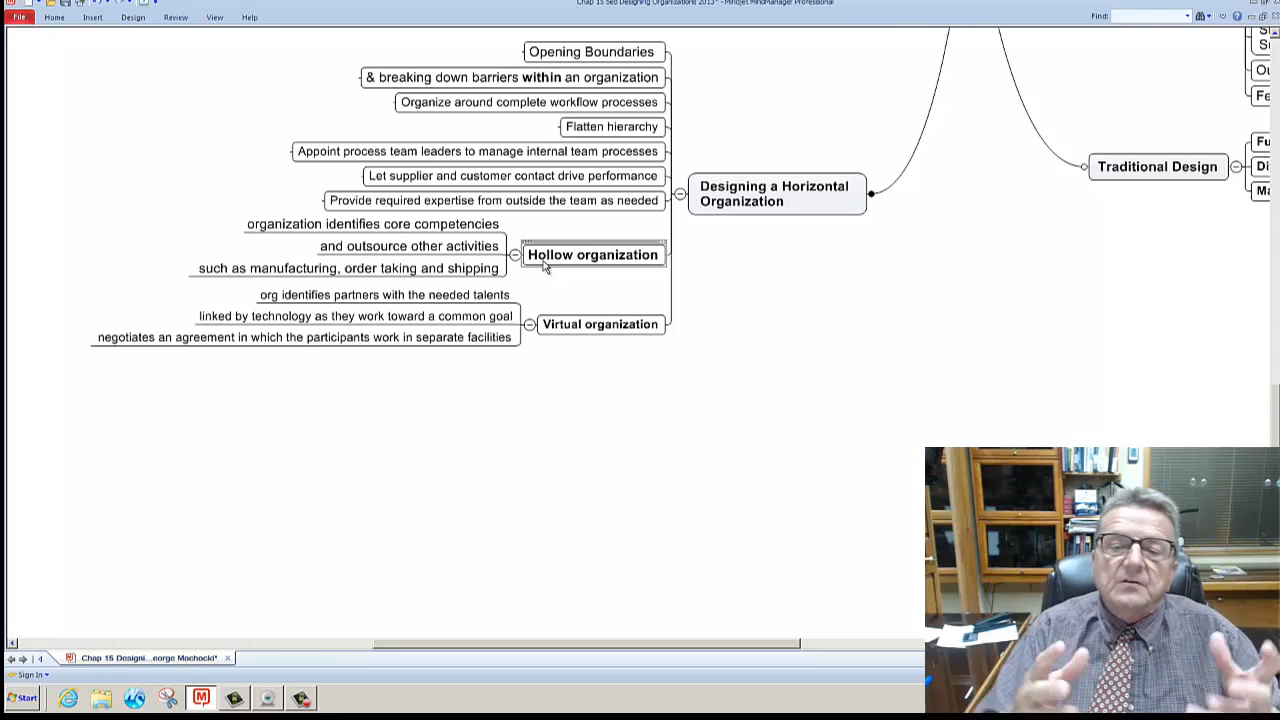 Chap 15 5ed Designing Organizations 2013* - Mindjet MindManager Professional
File Home Insert Design Review View Help Find:
Opening Boundaries
& breaking down barriers within an organization
Organize around complete workflow processes
Flatten hierarchy
Appoint process team leaders to manage internal team processes
Let supplier and customer contact drive performance
Provide required expertise from outside the team as needed
Designing a Horizontal
Organization
Traditional Design
organization identifies core competencies
and outsource other activities
such as manufacturing, order taking and shipping
Hollow organization
org identifies partners with the needed talents
linked by technology as they work toward a common goal
negotiates an agreement in which the participants work in separate facilities
Virtual organization
Ou
Fe
Fu
Di
Ma
Chap 15 Designi...eorge Mochocki*
Sign In
Start